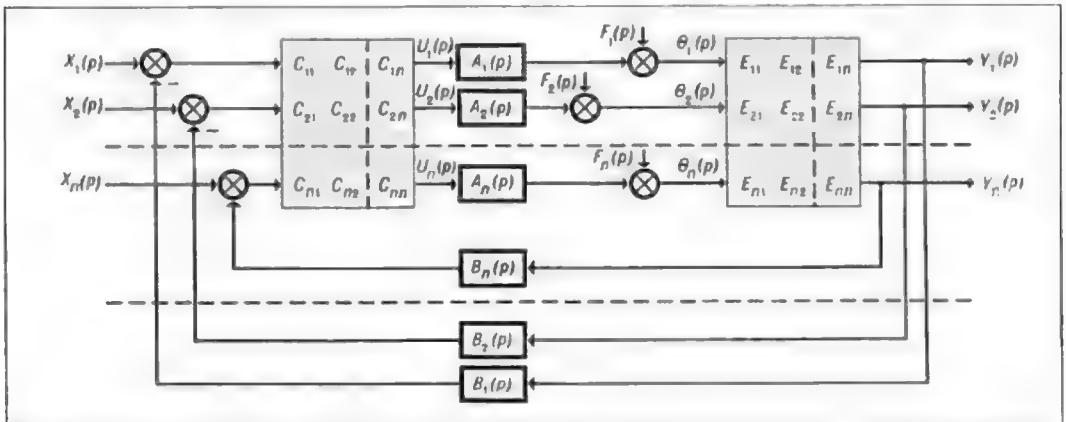 X₁(p) − C₁₁ C₁₂ C₁ₙ U₁(p) A₁(p) F₁(p) θ₁(p) E₁₁ E₁₂ E₁ₙ Y₁(p)
X₂(p) − C₂₁ C₂₂ C₂ₙ U₂(p) A₂(p) F₂(p) θ₂(p) E₂₁ E₂₂ E₂ₙ Y₂(p)
Xₙ(p) Cₙ₁ Cₙ₂ Cₙₙ Uₙ(p) Aₙ(p) Fₙ(p) θₙ(p) Eₙ₁ Eₙ₂ Eₙₙ Yₙ(p)
Bₙ(p)
B₂(p)
B₁(p)